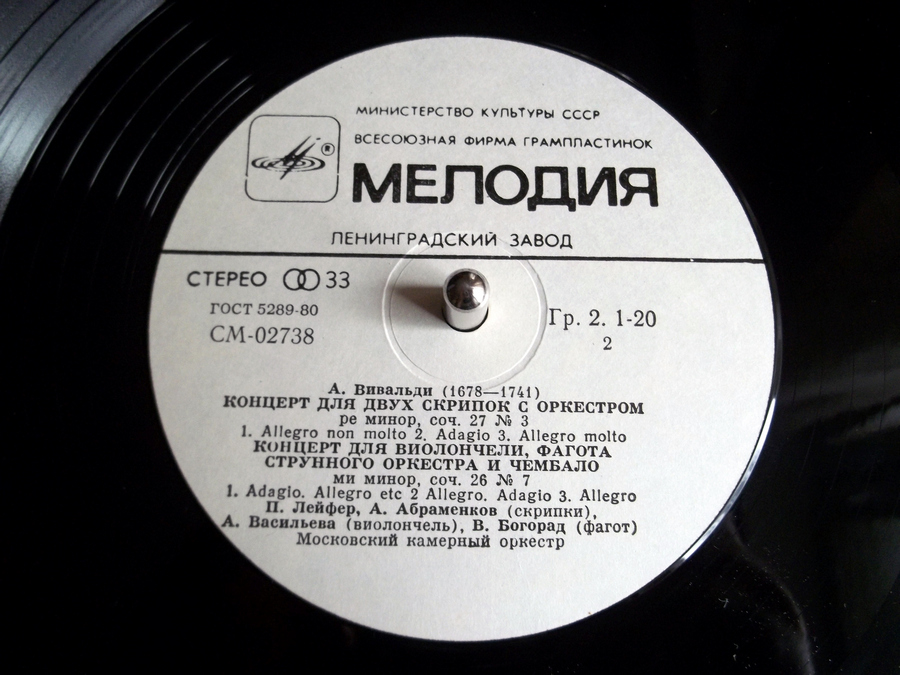 МИНИСТЕРСТВО КУЛЬТУРЫ СССР
ВСЕСОЮЗНАЯ ФИРМА ГРАМПЛАСТИНОК
®
МЕЛОДИЯ
ЛЕНИНГРАДСКИЙ ЗАВОД
СТЕРЕО 33
ГОСТ 5289-80
СМ-02738
Гр. 2. 1-20
2
А. Вивальди (1678—1741)
КОНЦЕРТ ДЛЯ ДВУХ СКРИПОК С ОРКЕСТРОМ
ре минор, соч. 27 № 3
1. Allegro non molto 2. Adagio 3. Allegro molto
КОНЦЕРТ ДЛЯ ВИОЛОНЧЕЛИ, ФАГОТА
СТРУННОГО ОРКЕСТРА И ЧЕМБАЛО
ми минор, соч. 26 № 7
1. Adagio. Allegro etc 2 Allegro. Adagio 3. Allegro
П. Лейфер, А. Абраменков (скрипки),
А. Васильева (виолончель), В. Богорад (фагот)
Московский камерный оркестр